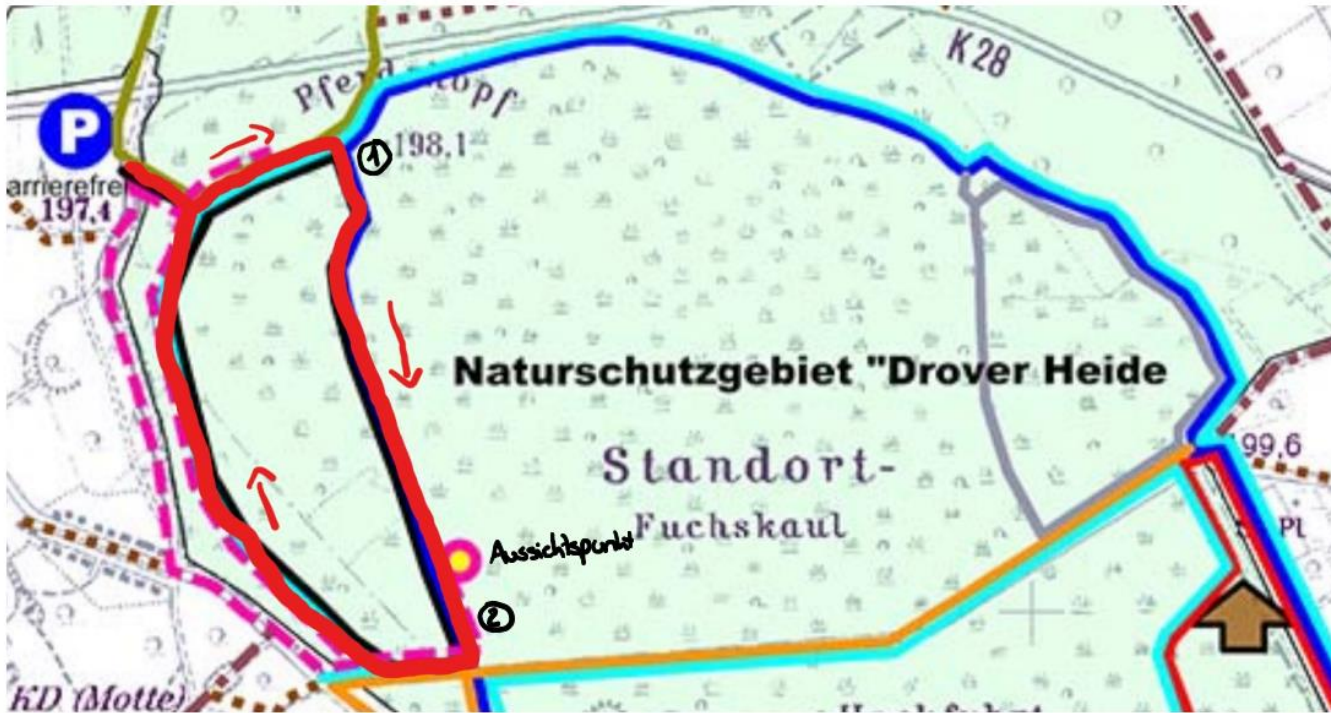 K28
Pferdskopf
P
① 198,1
arrierefrei
197,4
Naturschutzgebiet "Drover Heide
Standort-
99,6
Fuchskaul
Pl
Aussichtspunkt
②
KD (Motte)